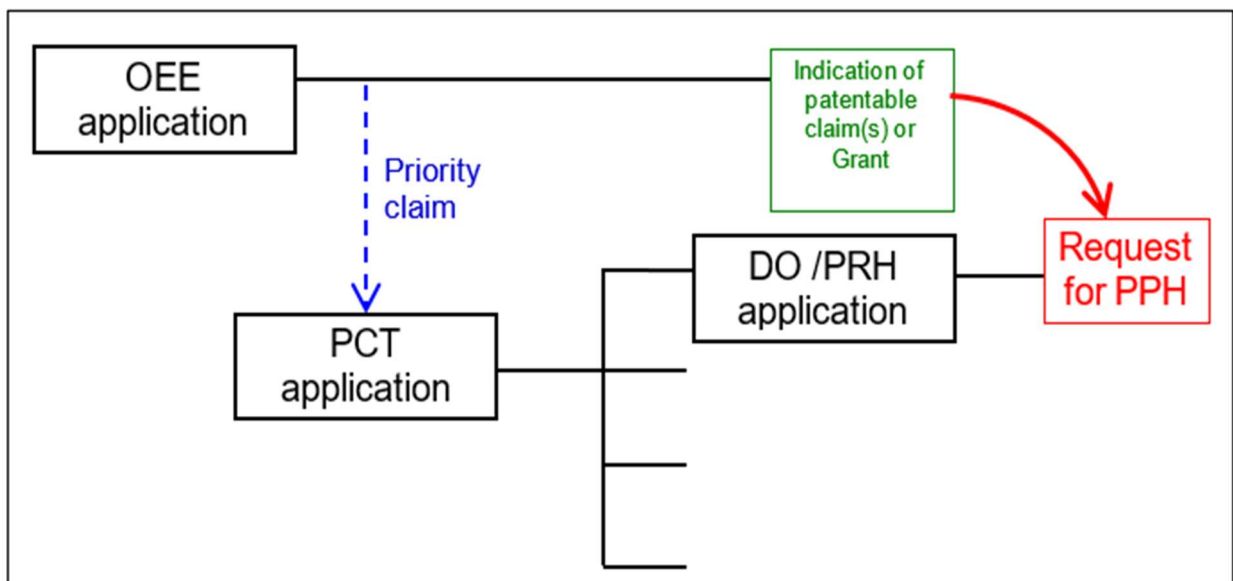 OEE
application
Indication of
patentable
claim(s) or
Grant
Priority
claim
Request
for PPH
DO /PRH
application
PCT
application